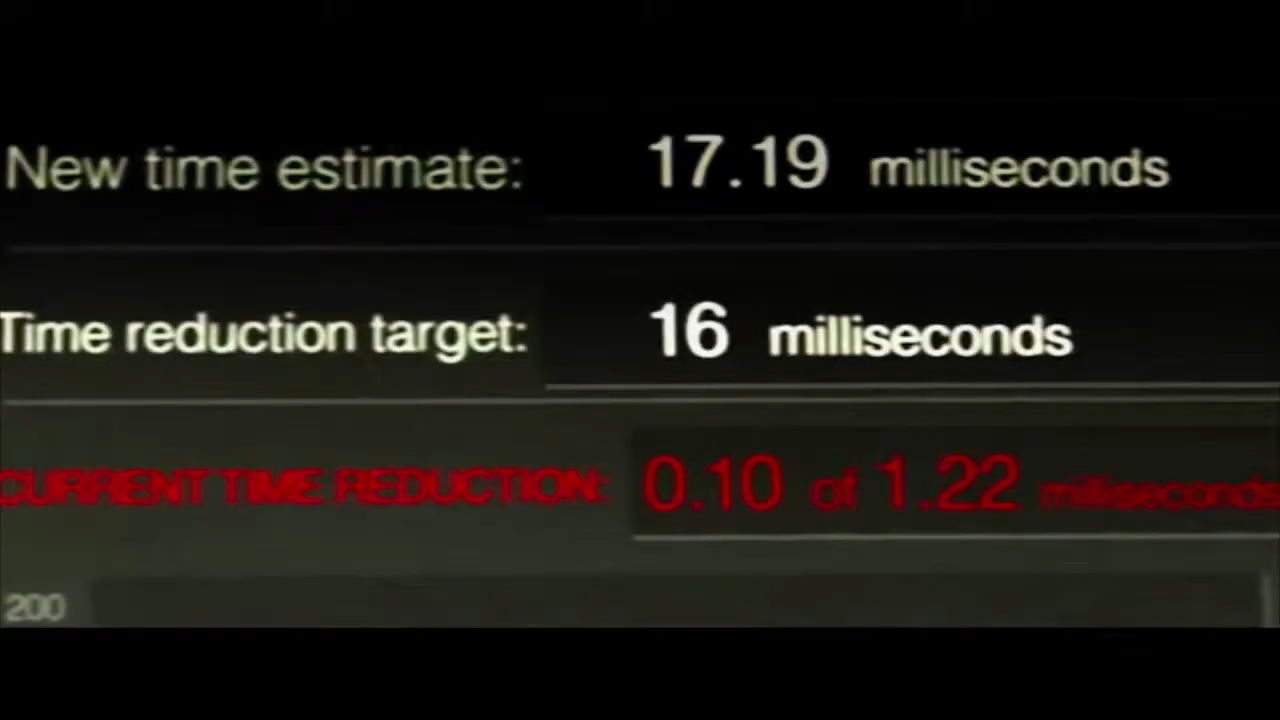 New time estimate: 17.19 milliseconds
Time reduction target: 16 milliseconds
CURRENT TIME REDUCTION: 0.10 of 1.22 milliseconds
200